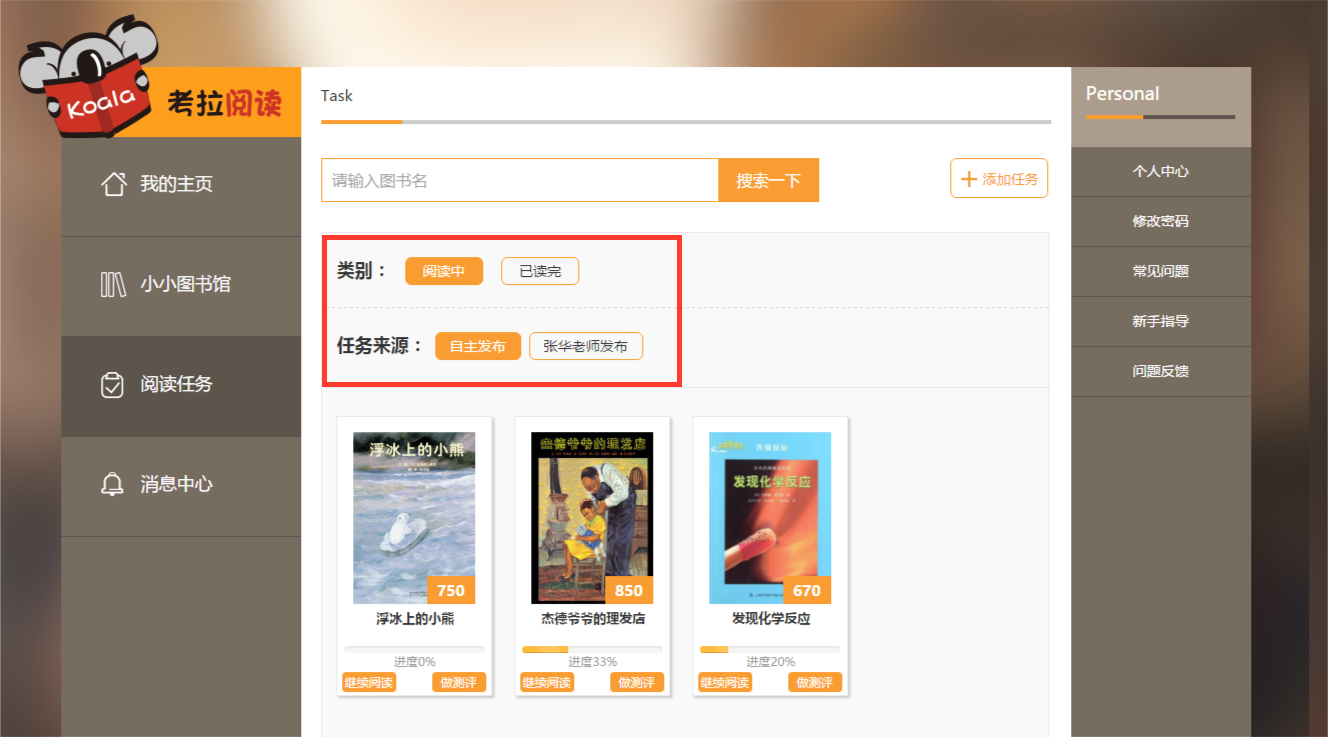 Koala
考拉阅读
我的主页
小小图书馆
阅读任务
消息中心
Task
请输入图书名
搜索一下
添加任务
类别：
阅读中
已读完
任务来源：
自主发布
张华老师发布
浮冰上的小熊
750
浮冰上的小熊
进度0%
继续阅读
做测评
杰德爷爷的理发店
850
杰德爷爷的理发店
进度33%
继续阅读
做测评
发现化学反应
670
发现化学反应
进度20%
继续阅读
做测评
Personal
个人中心
修改密码
常见问题
新手指导
问题反馈